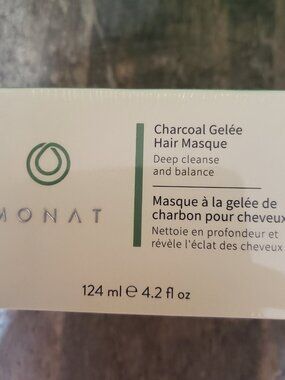 MONAT
Charcoal Gelée
Hair Masque
Deep cleanse
and balance
Masque à la gelée de
charbon pour cheveux
Nettoie en profondeur et
révèle l'éclat des cheveux
124 ml ℮ 4.2 fl oz